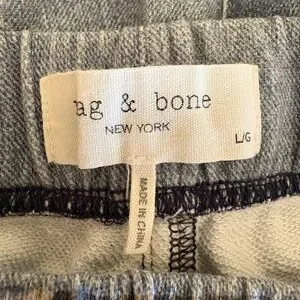 ag & bone
NEW YORK
L/G
MADE IN CHINA